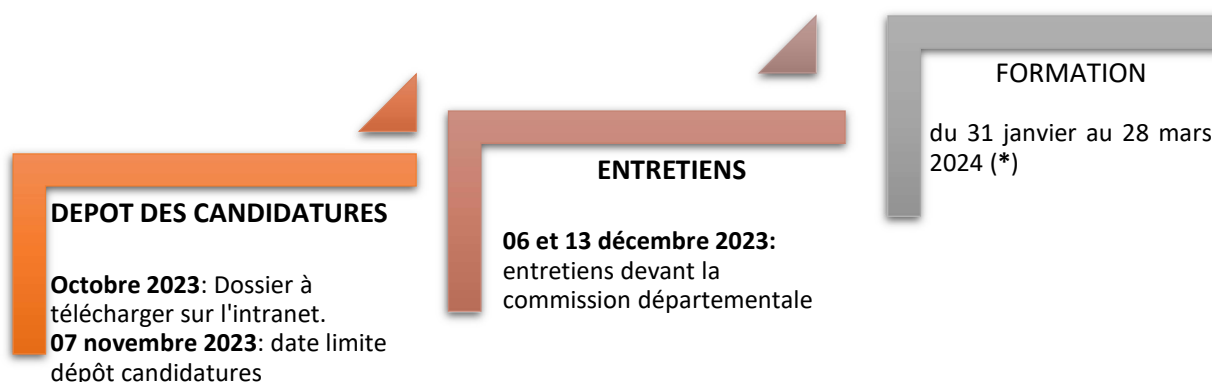 DEPOT DES CANDIDATURES
Octobre 2023: Dossier à
télécharger sur l'intranet.
07 novembre 2023: date limite
dépôt candidatures
ENTRETIENS
06 et 13 décembre 2023:
entretiens devant la
commission départementale
FORMATION
du 31 janvier au 28 mars
2024 (*)